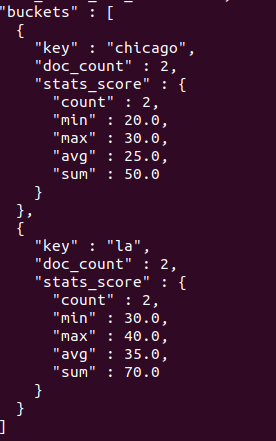 "buckets" : [
  {
    "key" : "chicago",
    "doc_count" : 2,
    "stats_score" : {
      "count" : 2,
      "min" : 20.0,
      "max" : 30.0,
      "avg" : 25.0,
      "sum" : 50.0
    }
  },
  {
    "key" : "la",
    "doc_count" : 2,
    "stats_score" : {
      "count" : 2,
      "min" : 30.0,
      "max" : 40.0,
      "avg" : 35.0,
      "sum" : 70.0
    }
  }
]